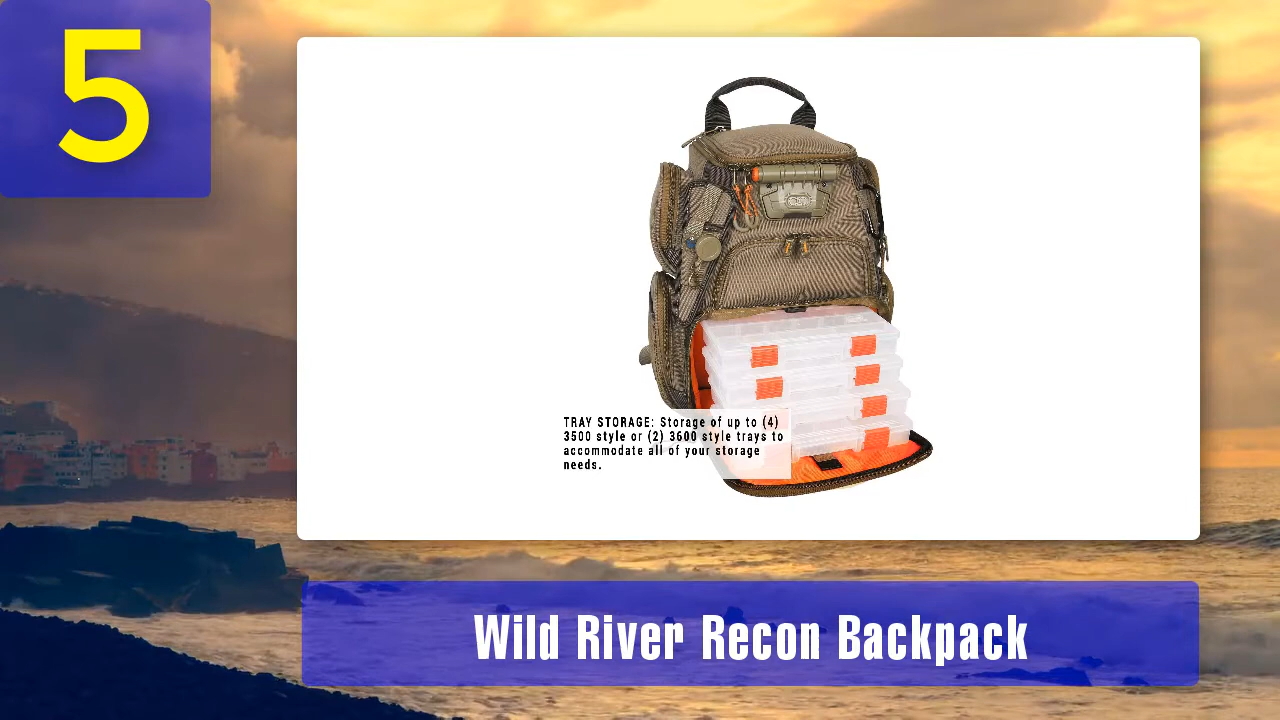 5
TRAY STORAGE: Storage of up to (4)
3500 style or (2) 3600 style trays to
accommodate all of your storage
needs.
Wild River Recon Backpack